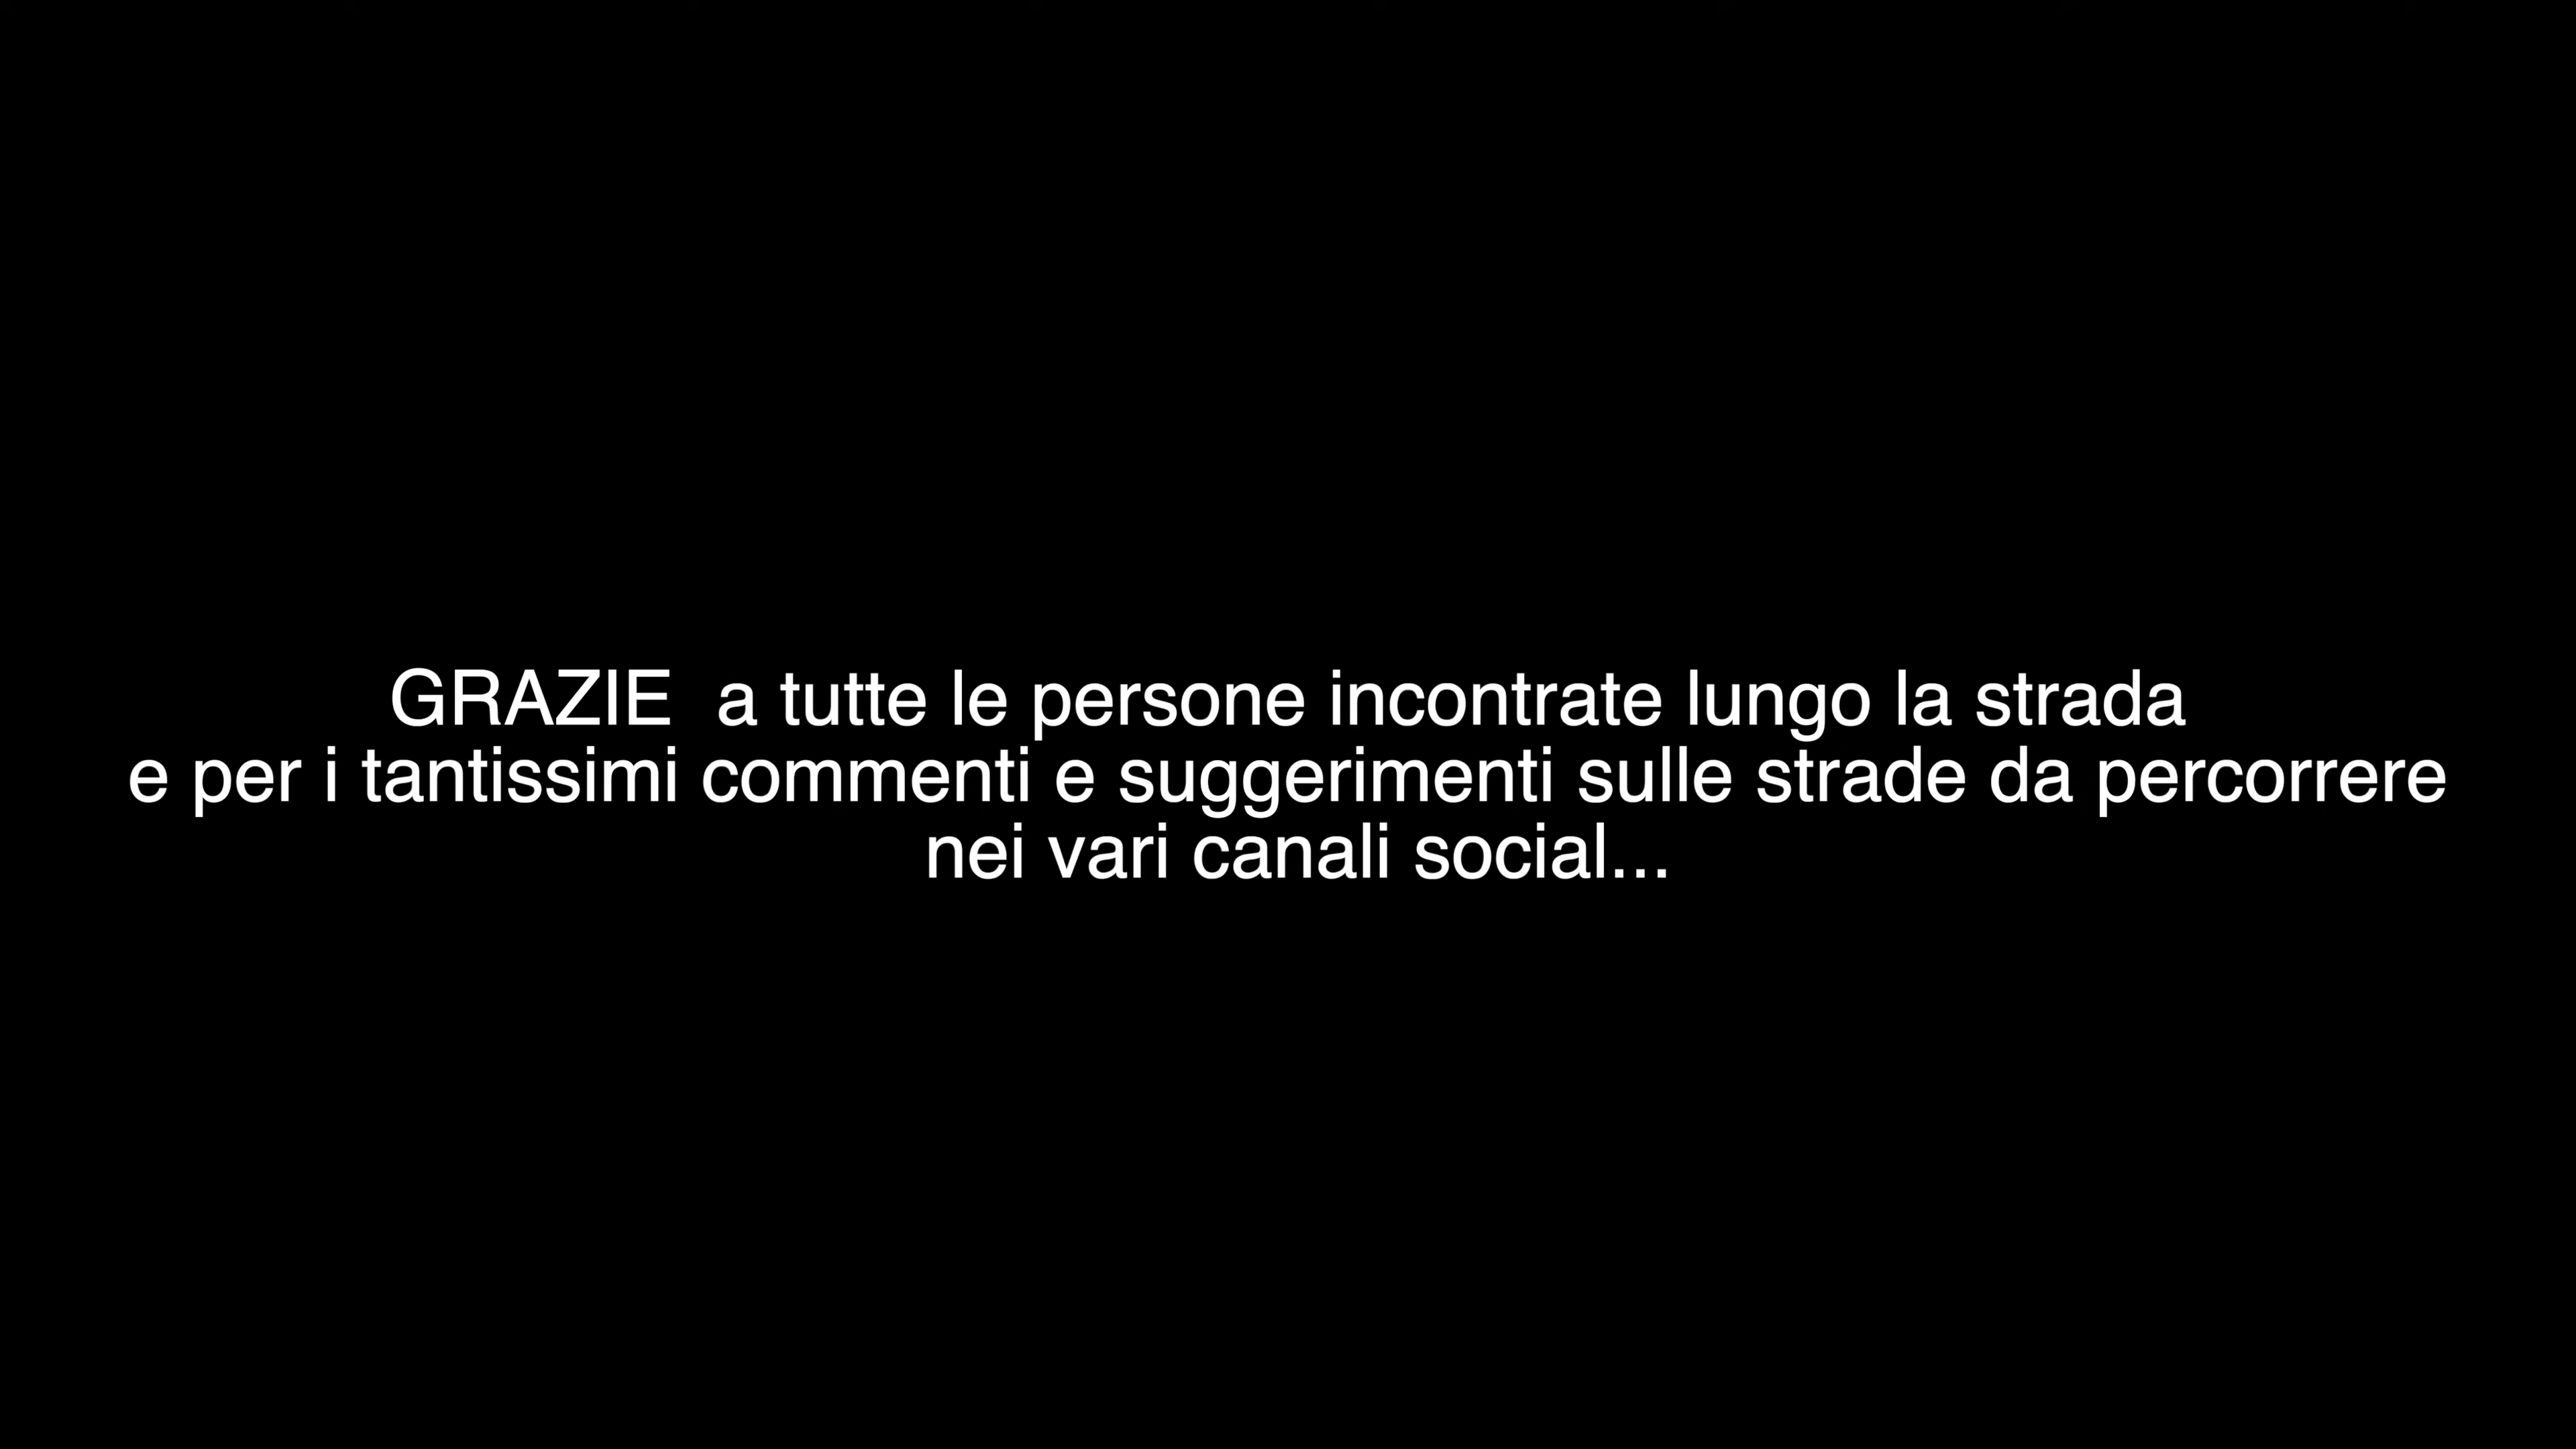 GRAZIE  a tutte le persone incontrate lungo la strada
e per i tantissimi commenti e suggerimenti sulle strade da percorrere
nei vari canali social...